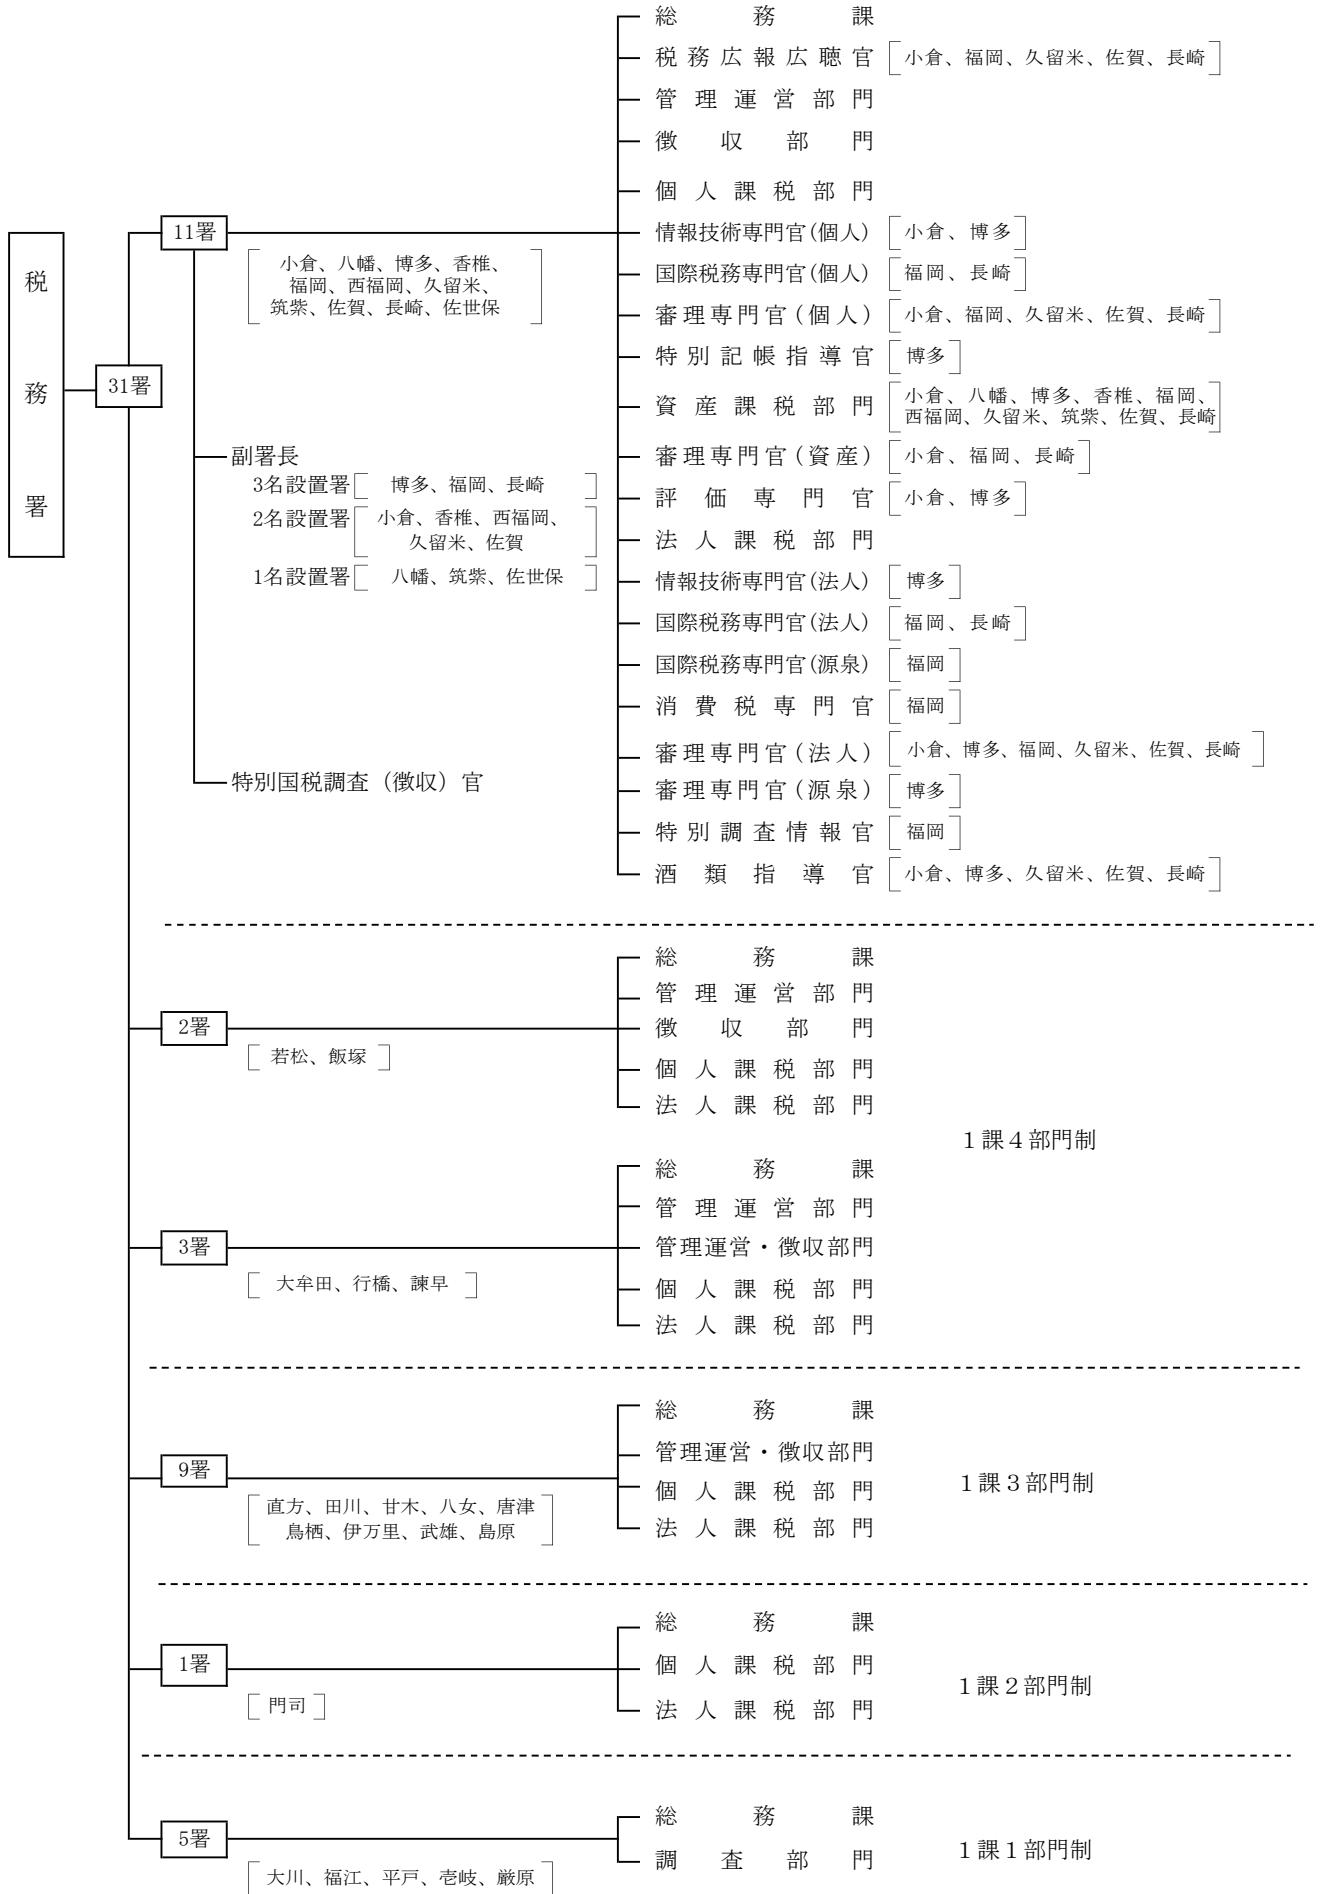 税務署
31署
11署
小倉、八幡、博多、香椎、
福岡、西福岡、久留米、
筑紫、佐賀、長崎、佐世保
副署長
3名設置署 博多、福岡、長崎
2名設置署 小倉、香椎、西福岡、
久留米、佐賀
1名設置署 八幡、筑紫、佐世保
特別国税調査（徴収）官
総務課
税務広報広聴官 小倉、福岡、久留米、佐賀、長崎
管理運営部門
徴収部門
個人課税部門
情報技術専門官(個人) 小倉、博多
国際税務専門官(個人) 福岡、長崎
審理専門官(個人) 小倉、福岡、久留米、佐賀、長崎
特別記帳指導官 博多
資産課税部門 小倉、八幡、博多、香椎、福岡、
西福岡、久留米、筑紫、佐賀、長崎
審理専門官(資産) 小倉、福岡、長崎
評価専門官 小倉、博多
法人課税部門
情報技術専門官(法人) 博多
国際税務専門官(法人) 福岡、長崎
国際税務専門官(源泉) 福岡
消費税専門官 福岡
審理専門官(法人) 小倉、博多、福岡、久留米、佐賀、長崎
審理専門官(源泉) 博多
特別調査情報官 福岡
酒類指導官 小倉、博多、久留米、佐賀、長崎
2署
若松、飯塚
総務課
管理運営部門
徴収部門
個人課税部門
法人課税部門
１課４部門制
3署
大牟田、行橋、諫早
総務課
管理運営部門
管理運営・徴収部門
個人課税部門
法人課税部門
9署
直方、田川、甘木、八女、唐津
鳥栖、伊万里、武雄、島原
総務課
管理運営・徴収部門
個人課税部門
法人課税部門
１課３部門制
1署
門司
総務課
個人課税部門
法人課税部門
１課２部門制
5署
大川、福江、平戸、壱岐、厳原
総務課
調査部門
１課１部門制